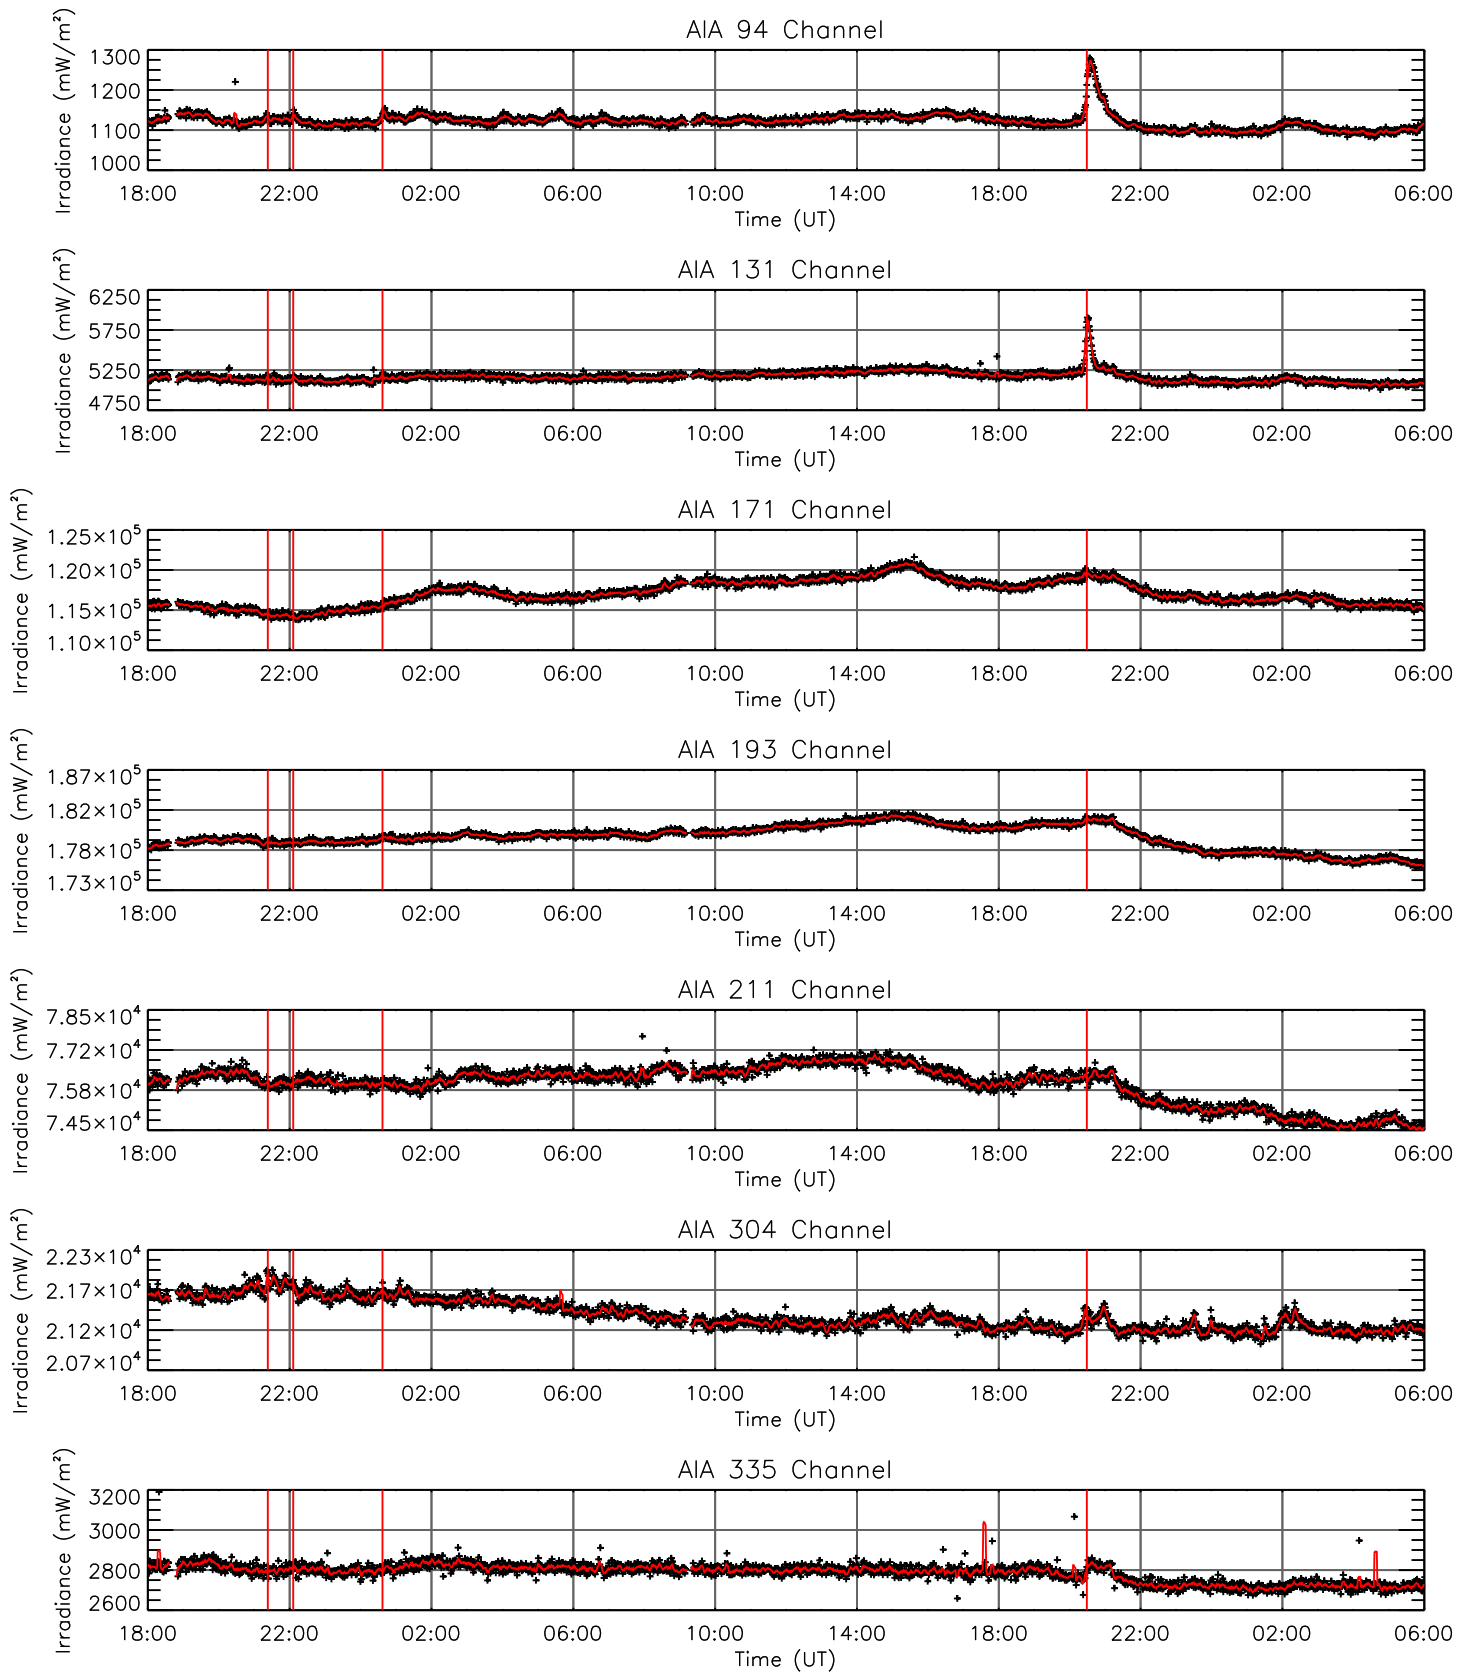 AIA 94 Channel
Irradiance (mW/m²)
1300
1200
1100
1000
18:00 22:00 02:00 06:00 10:00 14:00 18:00 22:00 02:00 06:00
Time (UT)
AIA 131 Channel
Irradiance (mW/m²)
6250
5750
5250
4750
18:00 22:00 02:00 06:00 10:00 14:00 18:00 22:00 02:00 06:00
Time (UT)
AIA 171 Channel
Irradiance (mW/m²)
1.25×10⁵
1.20×10⁵
1.15×10⁵
1.10×10⁵
18:00 22:00 02:00 06:00 10:00 14:00 18:00 22:00 02:00 06:00
Time (UT)
AIA 193 Channel
Irradiance (mW/m²)
1.87×10⁵
1.82×10⁵
1.78×10⁵
1.73×10⁵
18:00 22:00 02:00 06:00 10:00 14:00 18:00 22:00 02:00 06:00
Time (UT)
AIA 211 Channel
Irradiance (mW/m²)
7.85×10⁴
7.72×10⁴
7.58×10⁴
7.45×10⁴
18:00 22:00 02:00 06:00 10:00 14:00 18:00 22:00 02:00 06:00
Time (UT)
AIA 304 Channel
Irradiance (mW/m²)
2.23×10⁴
2.17×10⁴
2.12×10⁴
2.07×10⁴
18:00 22:00 02:00 06:00 10:00 14:00 18:00 22:00 02:00 06:00
Time (UT)
AIA 335 Channel
Irradiance (mW/m²)
3200
3000
2800
2600
18:00 22:00 02:00 06:00 10:00 14:00 18:00 22:00 02:00 06:00
Time (UT)